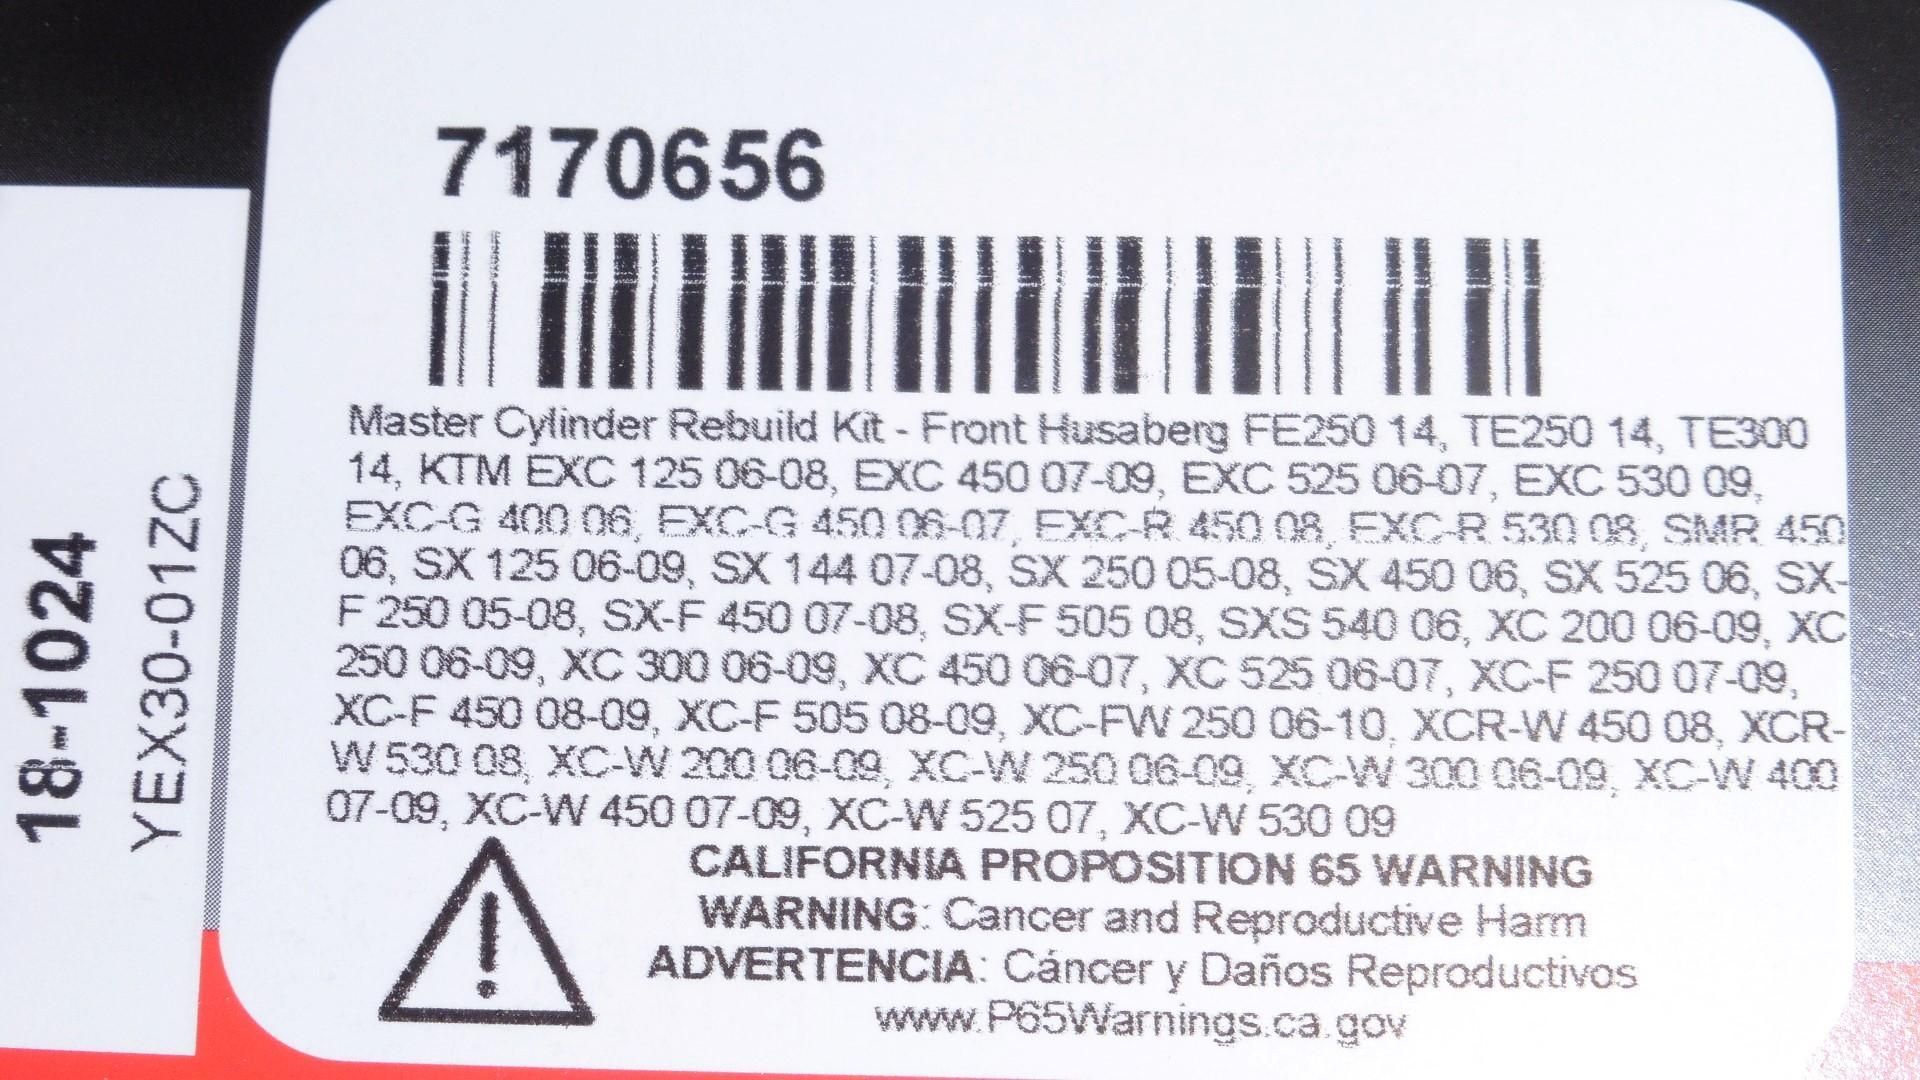 7170656
Master Cylinder Rebuild Kit - Front Husaberg FE250 14, TE250 14, TE300
14, KTM EXC 125 06-08, EXC 450 07-09, EXC 525 06-07, EXC 530 09,
EXC-G 400 06, EXC-G 450 06-07, EXC-R 450 08, EXC-R 530 08, SMR 450
06, SX 125 06-09, SX 144 07-08, SX 250 05-08, SX 450 06, SX 525 06, SX-
F 250 05-08, SX-F 450 07-08, SX-F 505 08, SXS 540 06, XC 200 06-09, XC
250 06-09, XC 300 06-09, XC 450 06-07, XC 525 06-07, XC-F 250 07-09,
XC-F 450 08-09, XC-F 505 08-09, XC-FW 250 06-10, XCR-W 450 08, XCR-
W 530 08, XC-W 200 06-09, XC-W 250 06-09, XC-W 300 06-09, XC-W 400
07-09, XC-W 450 07-09, XC-W 525 07, XC-W 530 09
CALIFORNIA PROPOSITION 65 WARNING
WARNING: Cancer and Reproductive Harm
ADVERTENCIA: Cáncer y Daños Reproductivos
www.P65Warnings.ca.gov
18-1024
YEX30-01ZC